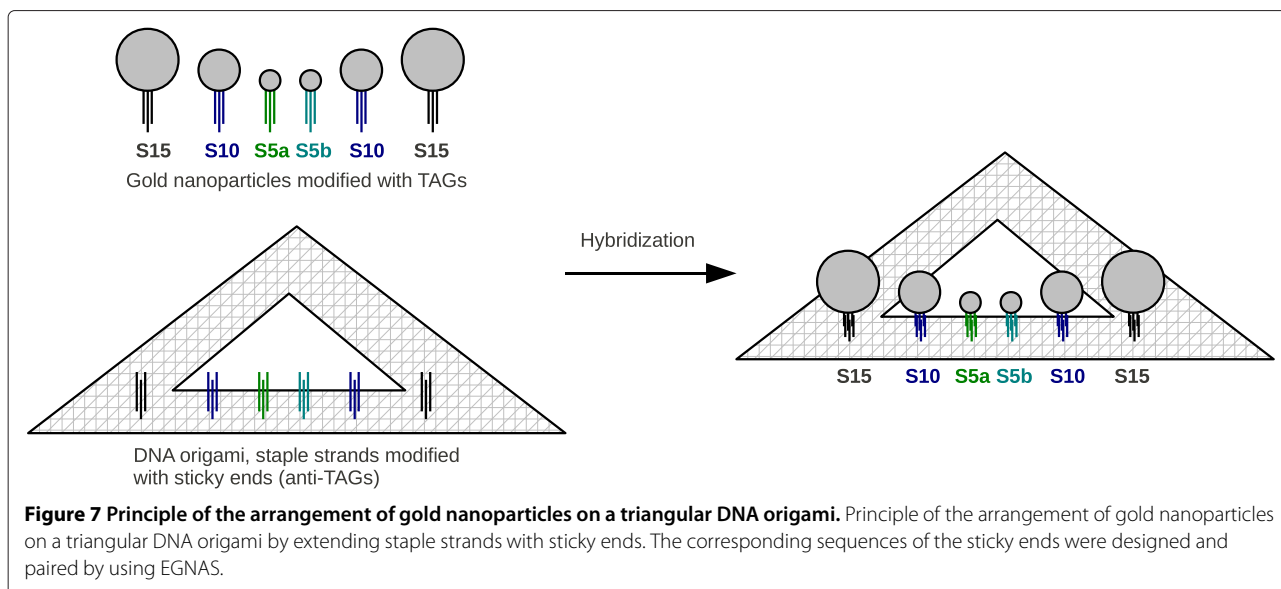 S15 S10 S5a S5b S10 S15
Gold nanoparticles modified with TAGs
Hybridization
S15 S10 S5a S5b S10 S15
DNA origami, staple strands modified
with sticky ends (anti-TAGs)
Figure 7 Principle of the arrangement of gold nanoparticles on a triangular DNA origami. Principle of the arrangement of gold nanoparticles
on a triangular DNA origami by extending staple strands with sticky ends. The corresponding sequences of the sticky ends were designed and
paired by using EGNAS.